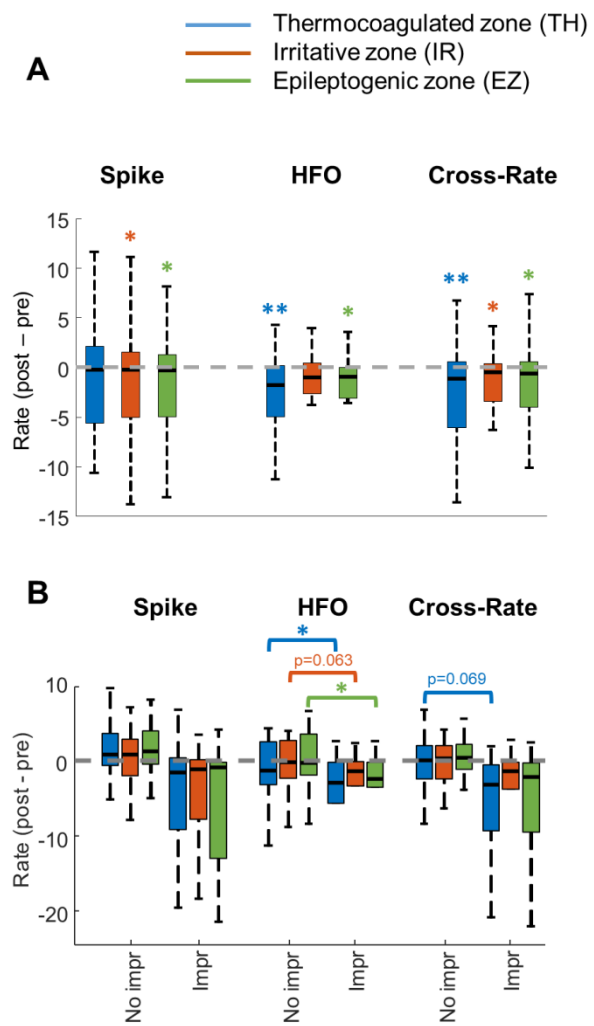 Thermocoagulated zone (TH)
Irritative zone (IR)
Epileptogenic zone (EZ)
A
Spike HFO Cross-Rate
* * ** * ** * *
Rate (post – pre)
15
10
5
0
-5
-10
-15
B
Spike HFO Cross-Rate
*
p=0.063
p=0.069
*
Rate (post - pre)
10
0
-10
-20
No impr Impr No impr Impr No impr Impr